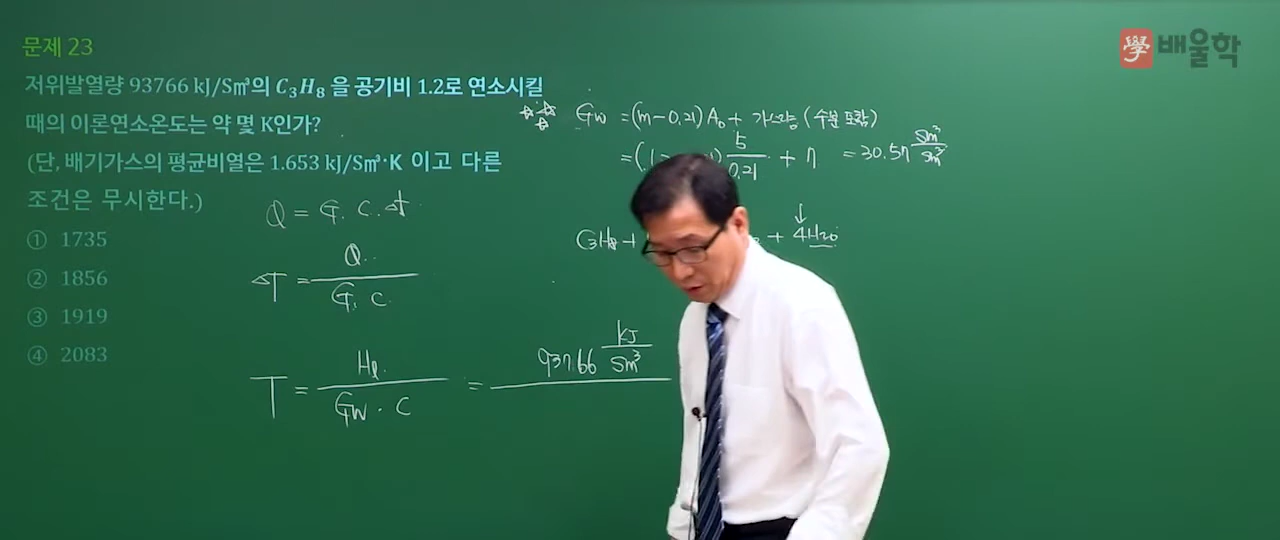 배울학
문제 23
저위발열량 93766 kJ/S㎥의 C₃H₈ 을 공기비 1.2로 연소시킬
때의 이론연소온도는 약 몇 K인가?
(단, 배기가스의 평균비열은 1.653 kJ/S㎥·K 이고 다른
조건은 무시한다.)
① 1735
② 1856
③ 1919
④ 2083
Q = G. C. Δt
ΔT = Q / G. C
T = Hl / Gw · C = 93766 kJ/Sm³
Gw = (m-0.21) A₀ + 가스량 (수분 포함)
= (1. ) 5/0.21 + 7 = 30.57 Sm³/Sm³
C3H8 + + 4H2O